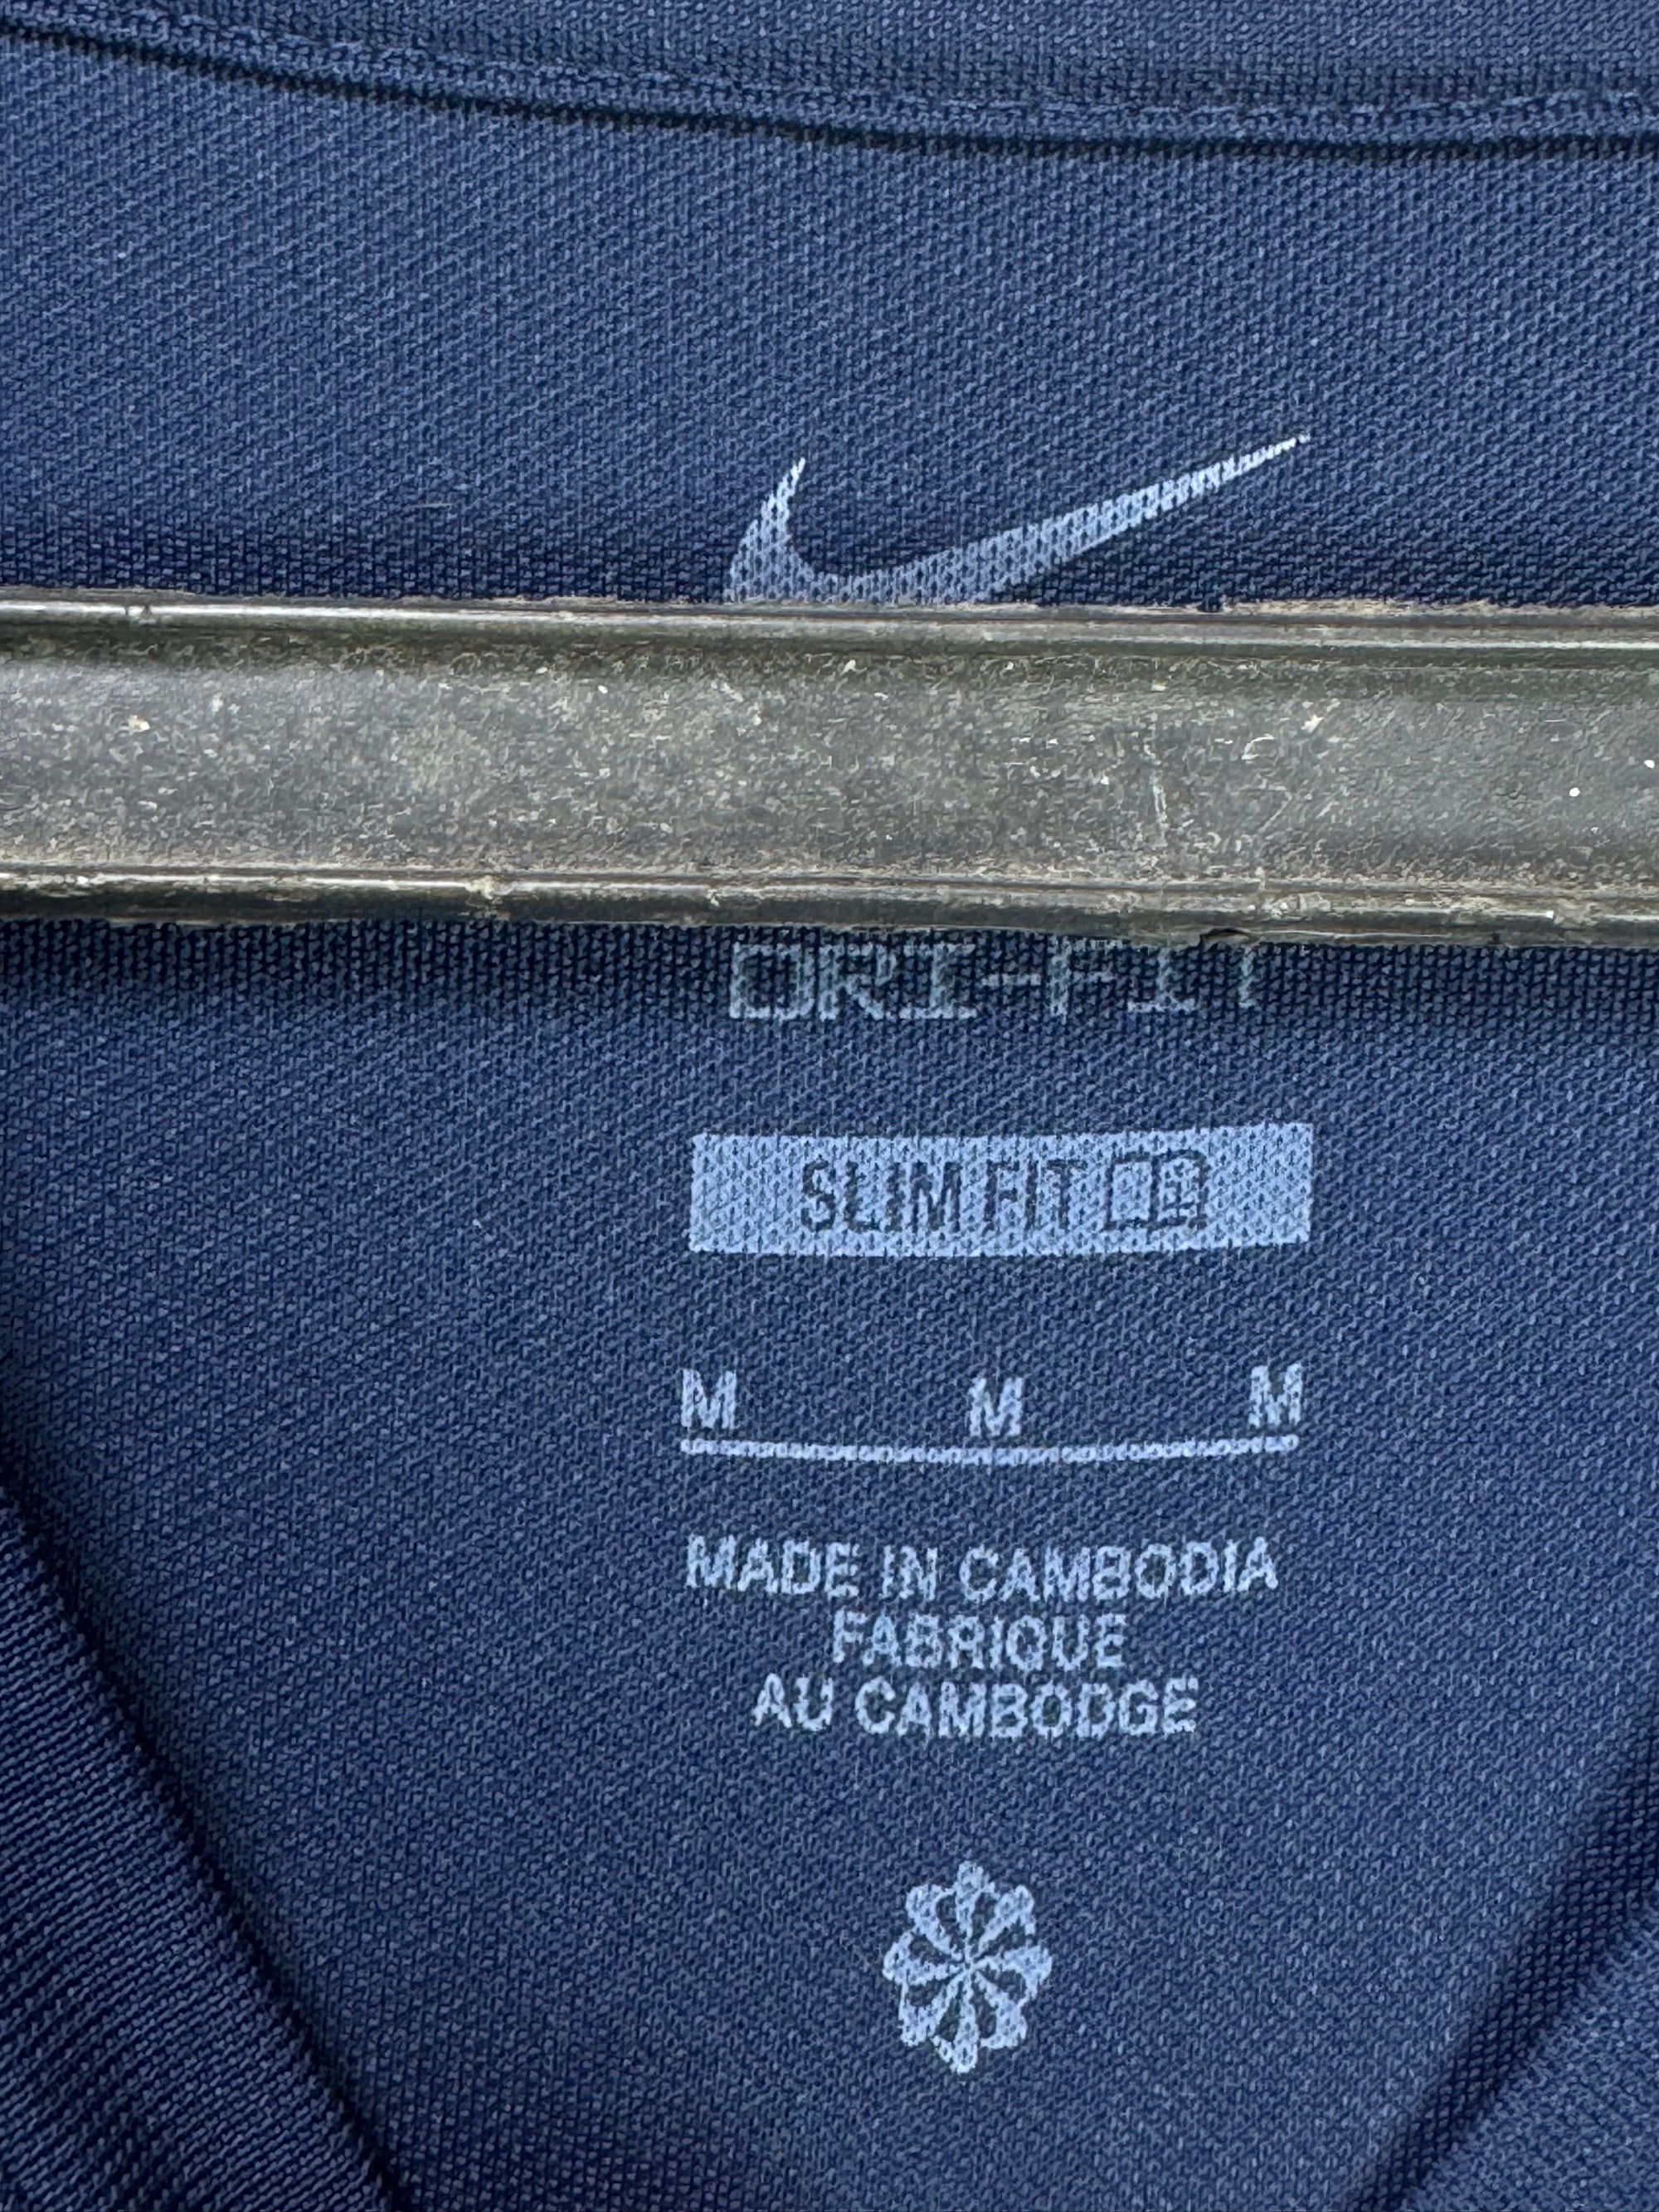 DRI-FIT
SLIM FIT
M M M
MADE IN CAMBODIA
FABRIQUE
AU CAMBODGE